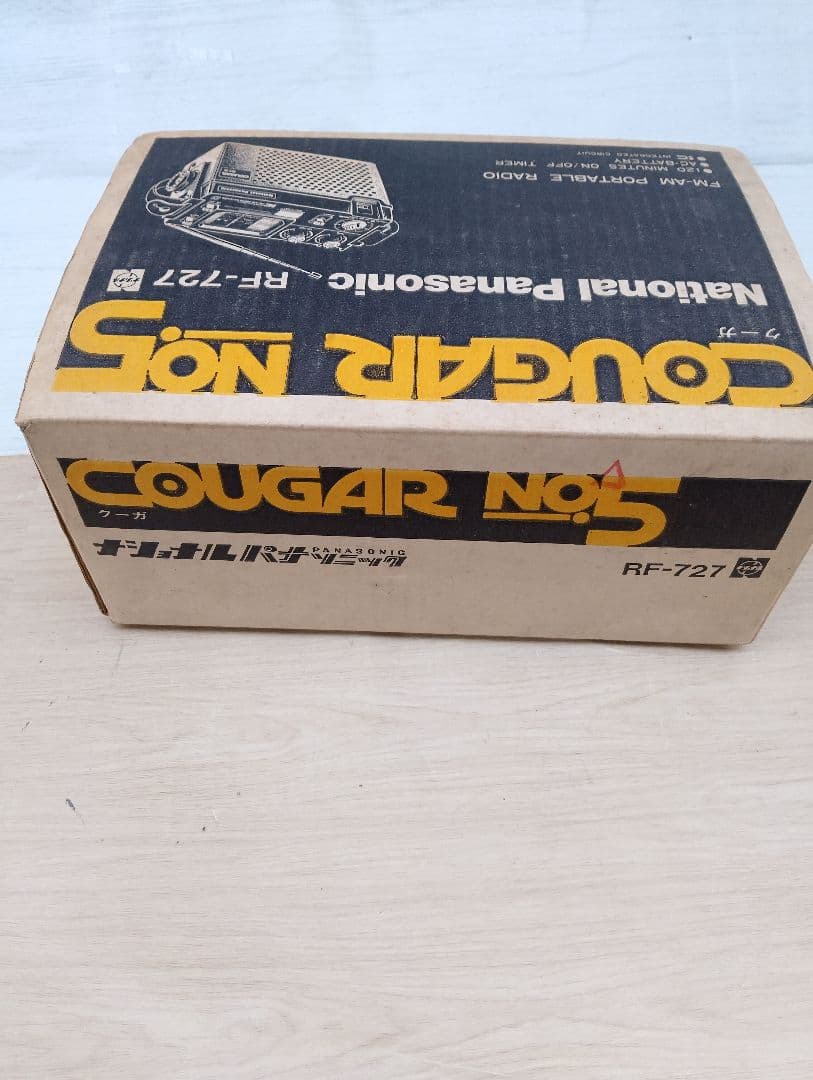 COUGAR NO.5
クーガ
National Panasonic RF-727
FM-AM PORTABLE RADIO
● 120 MINUTES ON/OFF TIMER
● AC-BATTERY
● IC INTEGRATED CIRCUIT
COUGAR NO.5
クーガ
ナショナル パナソニック
PANASONIC
RF-727